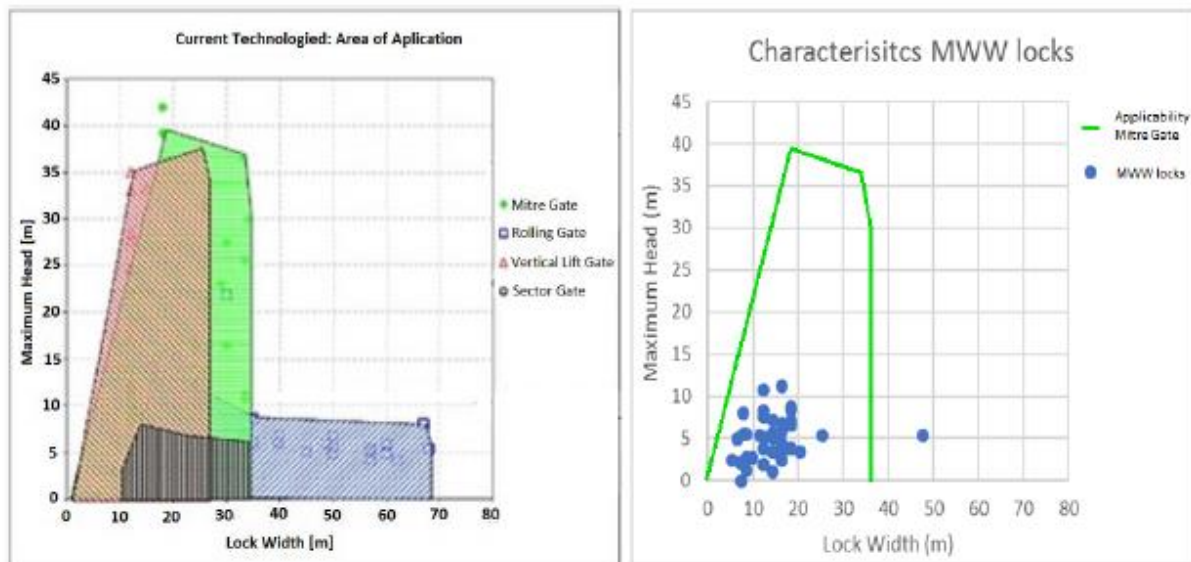 Current Technologied: Area of Aplication
45
40
35
30
25
20
15
10
5
0
Maximum Head [m]
0 10 20 30 40 50 60 70 80
Lock Width [m]
Mitre Gate
Rolling Gate
Vertical Lift Gate
Sector Gate
Characterisitcs MWW locks
45
40
35
30
25
20
15
10
5
0
Maximum Head (m)
0 10 20 30 40 50 60 70 80
Lock Width (m)
Applicability
Mitre Gate
MWW locks